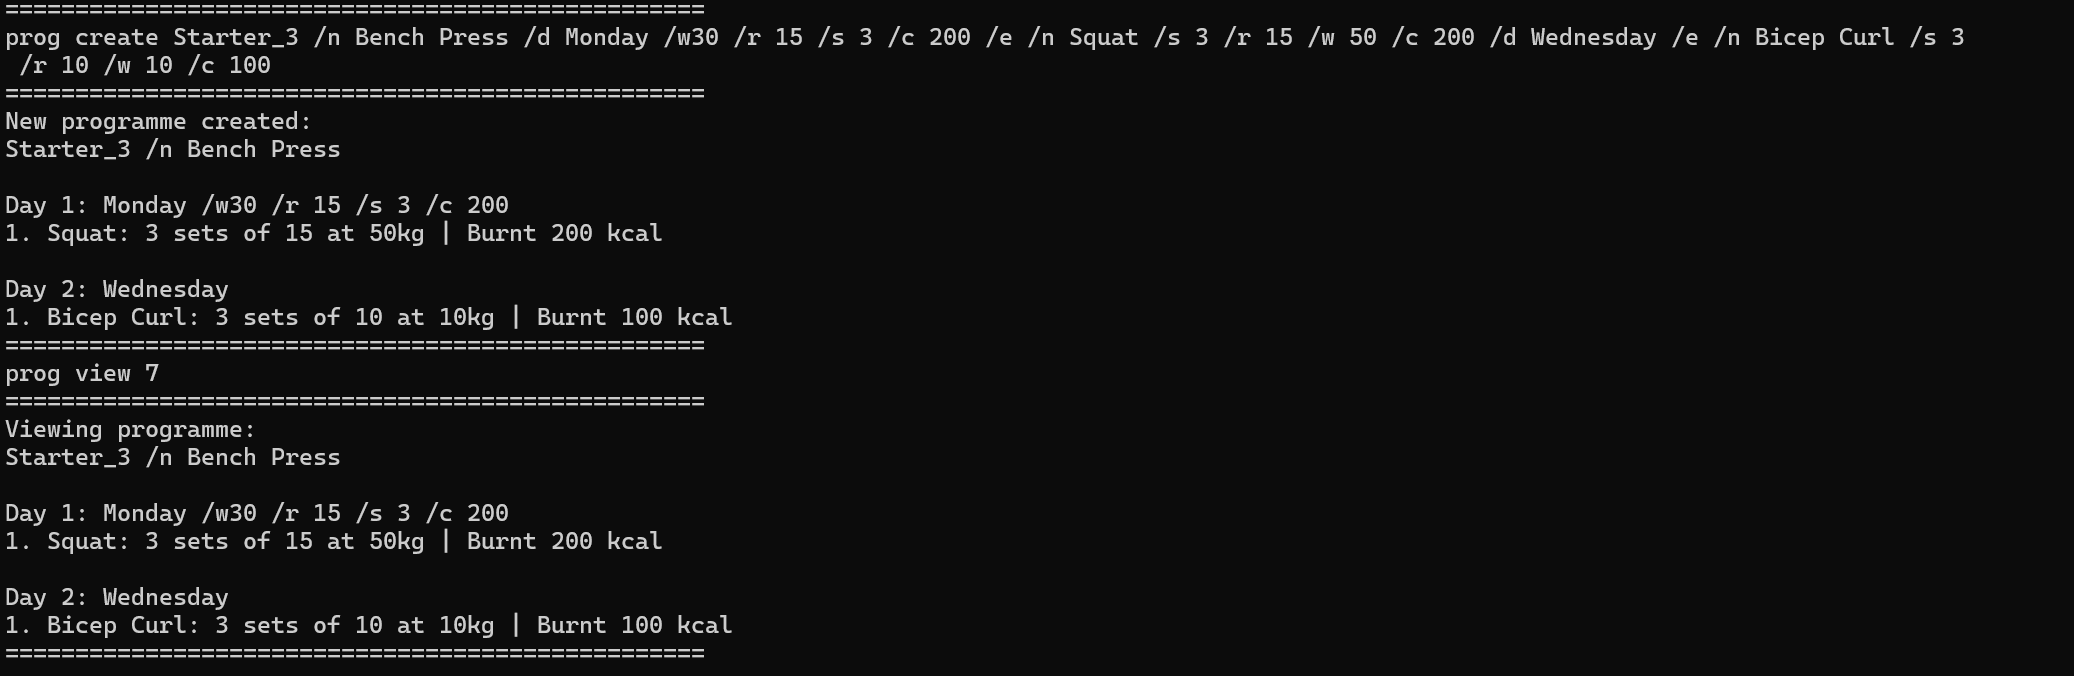 ==================================================
prog create Starter_3 /n Bench Press /d Monday /w30 /r 15 /s 3 /c 200 /e /n Squat /s 3 /r 15 /w 50 /c 200 /d Wednesday /e /n Bicep Curl /s 3
 /r 10 /w 10 /c 100
==================================================
New programme created:
Starter_3 /n Bench Press

Day 1: Monday /w30 /r 15 /s 3 /c 200
1. Squat: 3 sets of 15 at 50kg | Burnt 200 kcal

Day 2: Wednesday
1. Bicep Curl: 3 sets of 10 at 10kg | Burnt 100 kcal
==================================================
prog view 7
==================================================
Viewing programme:
Starter_3 /n Bench Press

Day 1: Monday /w30 /r 15 /s 3 /c 200
1. Squat: 3 sets of 15 at 50kg | Burnt 200 kcal

Day 2: Wednesday
1. Bicep Curl: 3 sets of 10 at 10kg | Burnt 100 kcal
==================================================